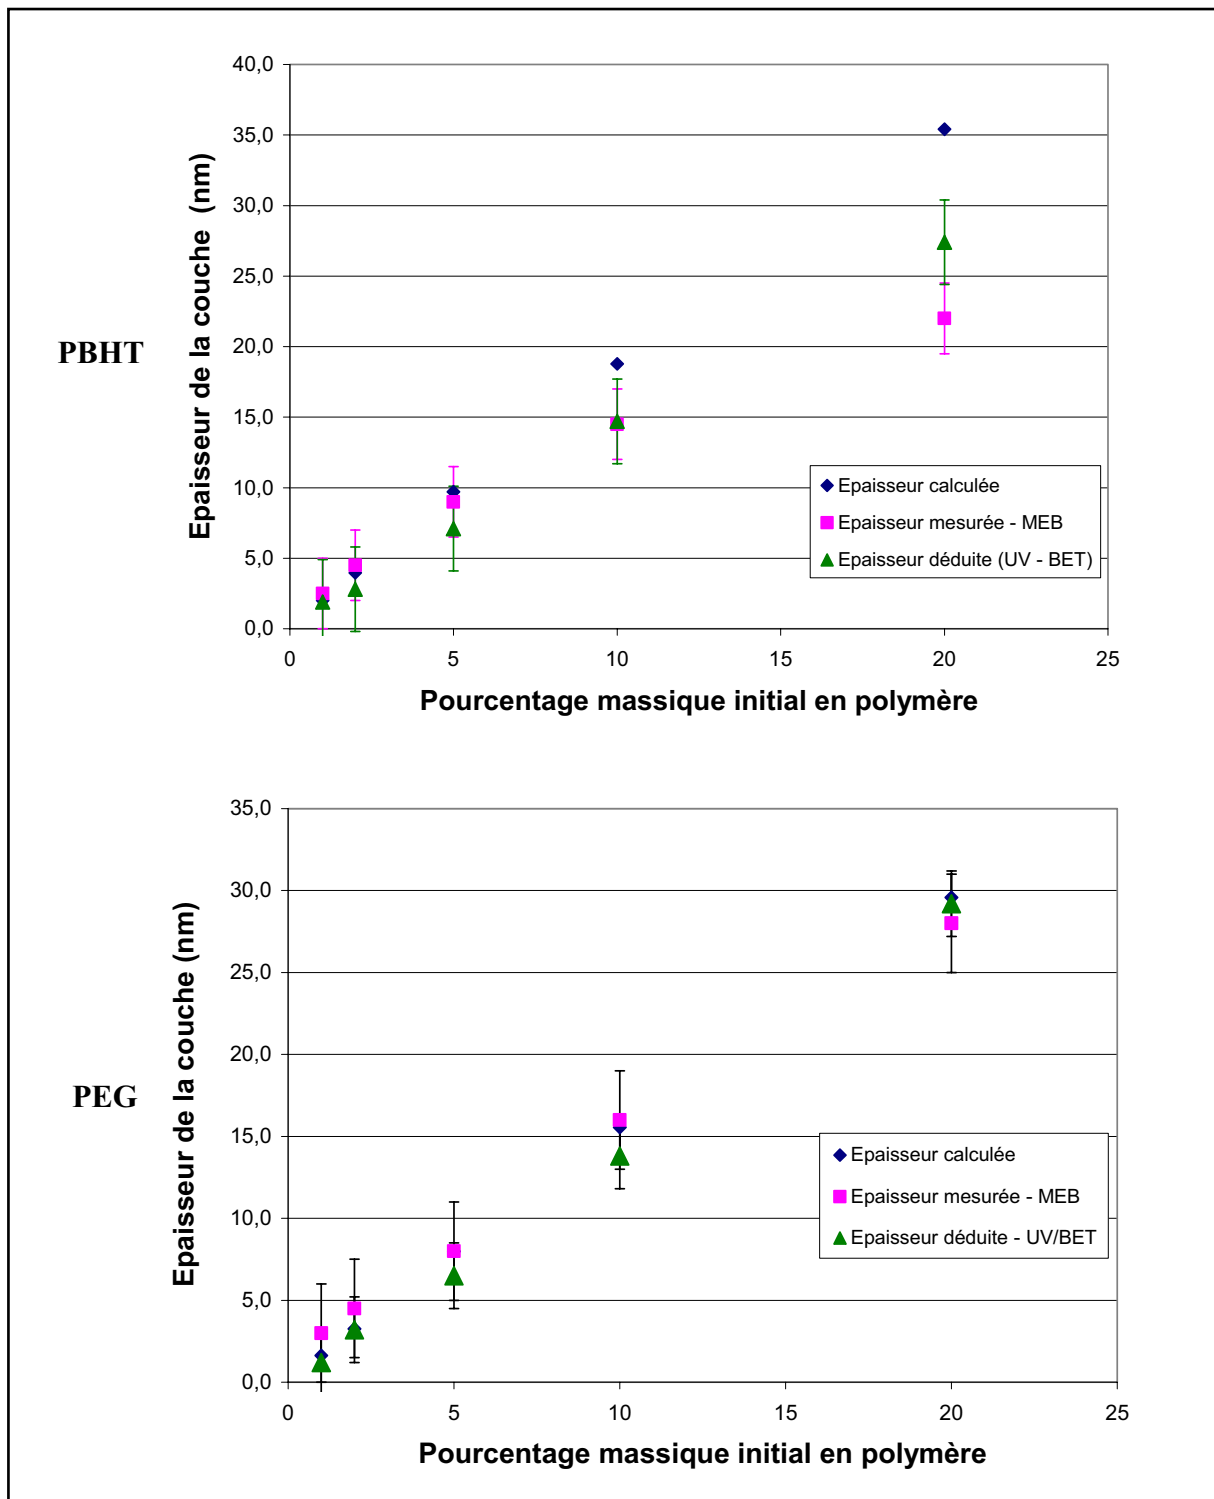 40,0
35,0
30,0
25,0
20,0
15,0
10,0
5,0
0,0
0 5 10 15 20 25
Epaisseur de la couche (nm)
PBHT
Epaisseur calculée
Epaisseur mesurée - MEB
Epaisseur déduite (UV - BET)
Pourcentage massique initial en polymère
35,0
30,0
25,0
20,0
15,0
10,0
5,0
0,0
0 5 10 15 20 25
Epaisseur de la couche (nm)
PEG
Epaisseur calculée
Epaisseur mesurée - MEB
Epaisseur déduite - UV/BET
Pourcentage massique initial en polymère